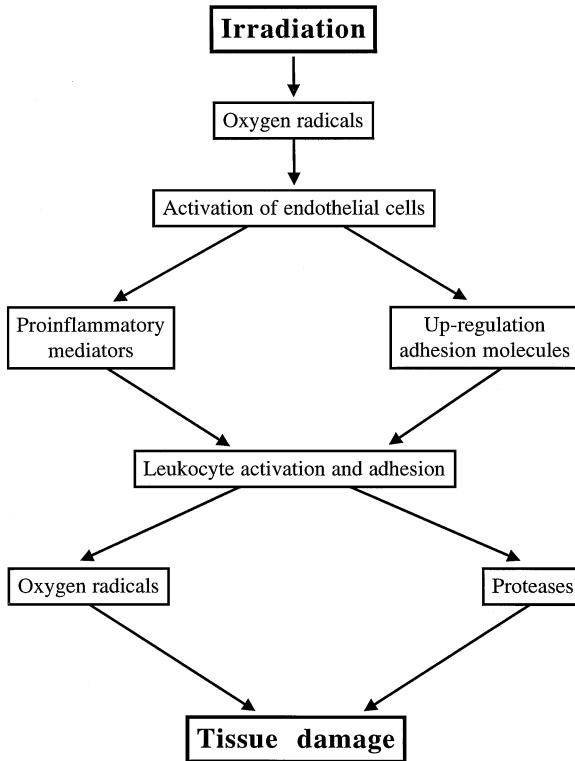 Irradiation
Oxygen radicals
Activation of endothelial cells
Proinflammatory
mediators
Up-regulation
adhesion molecules
Leukocyte activation and adhesion
Oxygen radicals
Proteases
Tissue damage